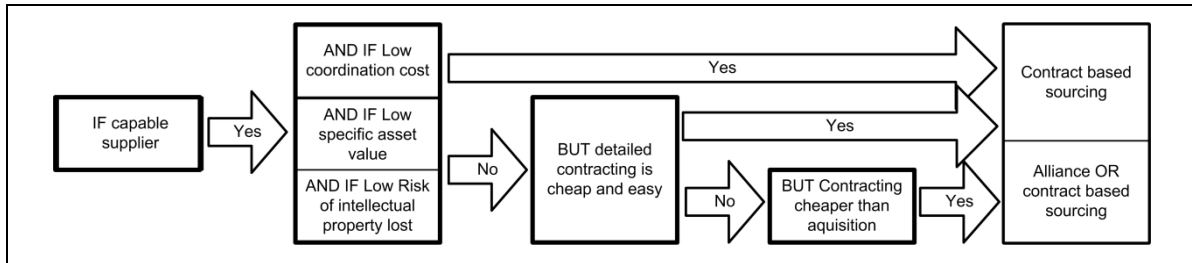 IF capable
supplier
Yes
AND IF Low
coordination cost
AND IF Low
specific asset
value
AND IF Low Risk
of intellectual
property lost
Yes
No
BUT detailed
contracting is
cheap and easy
Yes
No
BUT Contracting
cheaper than
aquisition
Yes
Contract based
sourcing
Alliance OR
contract based
sourcing